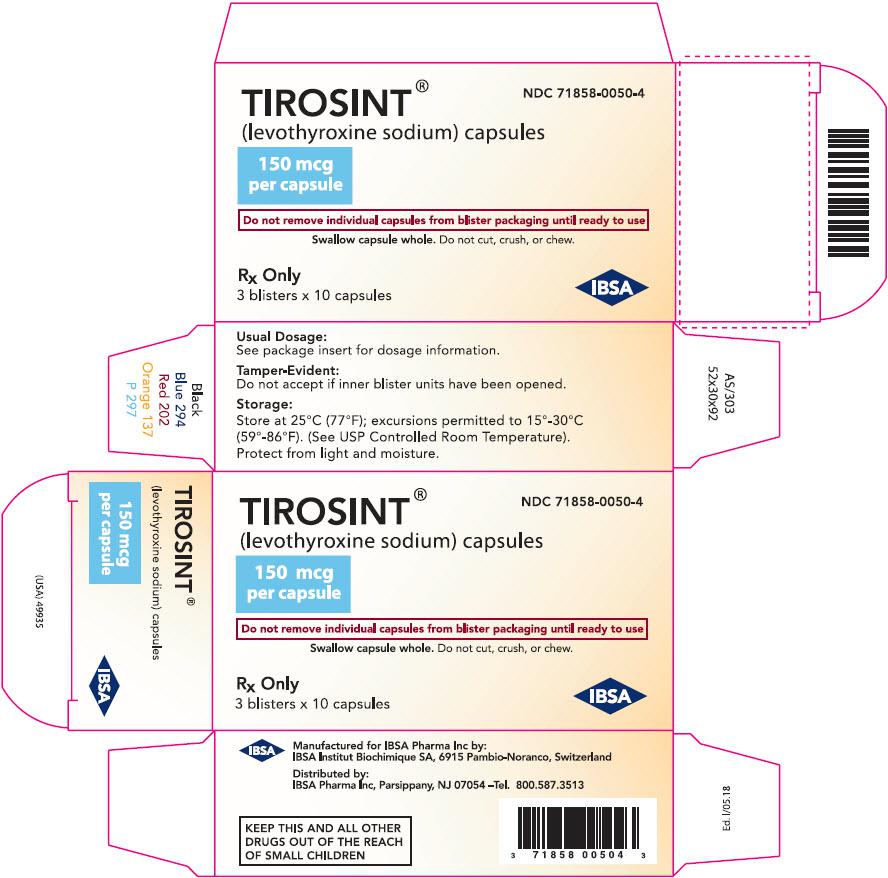 TIROSINT®
NDC 71858-0050-4
(levothyroxine sodium) capsules
150 mcg
per capsule
Do not remove individual capsules from blister packaging until ready to use
Swallow capsule whole. Do not cut, crush, or chew.
Rx Only
3 blisters x 10 capsules
IBSA
Black
Blue 294
Red 202
Orange 137
P 297
Usual Dosage:
See package insert for dosage information.
Tamper-Evident:
Do not accept if inner blister units have been opened.
Storage:
Store at 25°C (77°F); excursions permitted to 15°-30°C
(59°-86°F). (See USP Controlled Room Temperature).
Protect from light and moisture.
AS/303
52x30x92
(USA) 49935
TIROSINT®
(levothyroxine sodium) capsules
150 mcg
per capsule
IBSA
TIROSINT®
NDC 71858-0050-4
(levothyroxine sodium) capsules
150 mcg
per capsule
Do not remove individual capsules from blister packaging until ready to use
Swallow capsule whole. Do not cut, crush, or chew.
Rx Only
3 blisters x 10 capsules
IBSA
IBSA
Manufactured for IBSA Pharma Inc by:
IBSA Institut Biochimique SA, 6915 Pambio-Noranco, Switzerland
Distributed by:
IBSA Pharma Inc, Parsippany, NJ 07054 –Tel. 800.587.3513
KEEP THIS AND ALL OTHER
DRUGS OUT OF THE REACH
OF SMALL CHILDREN
3 71858 00504 3
Ed.I/05.18